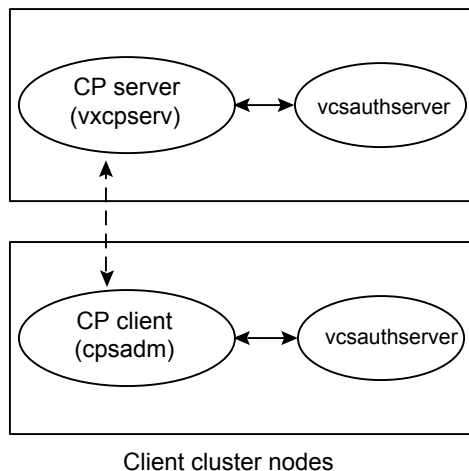 CP server
(vxcpserv)
vcsauthserver
CP client
(cpsadm)
vcsauthserver
Client cluster nodes